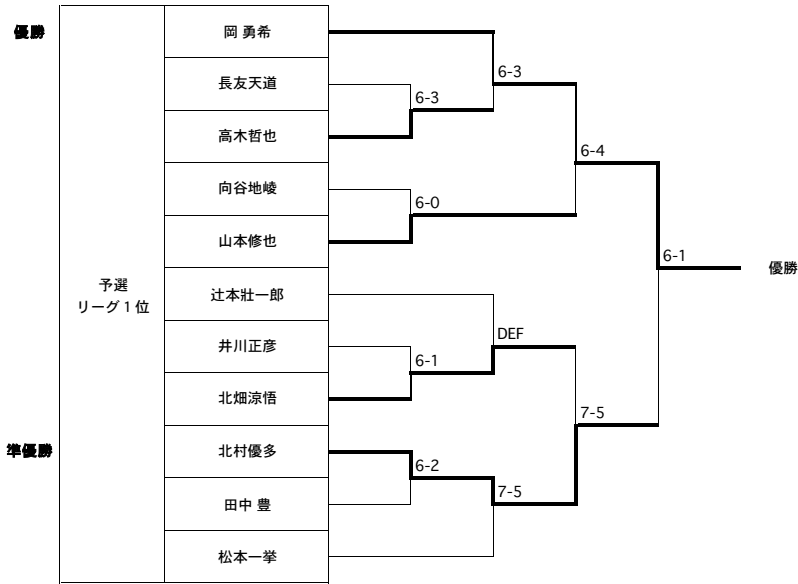 優勝
岡 勇希
長友天道
6-3
6-3
高木哲也
6-4
向谷地崚
6-0
山本修也
6-1
優勝
予選
リーグ1位
辻本壯一郎
DEF
井川正彦
6-1
北畑涼悟
7-5
準優勝
北村優多
6-2
田中 豊
7-5
松本一挙